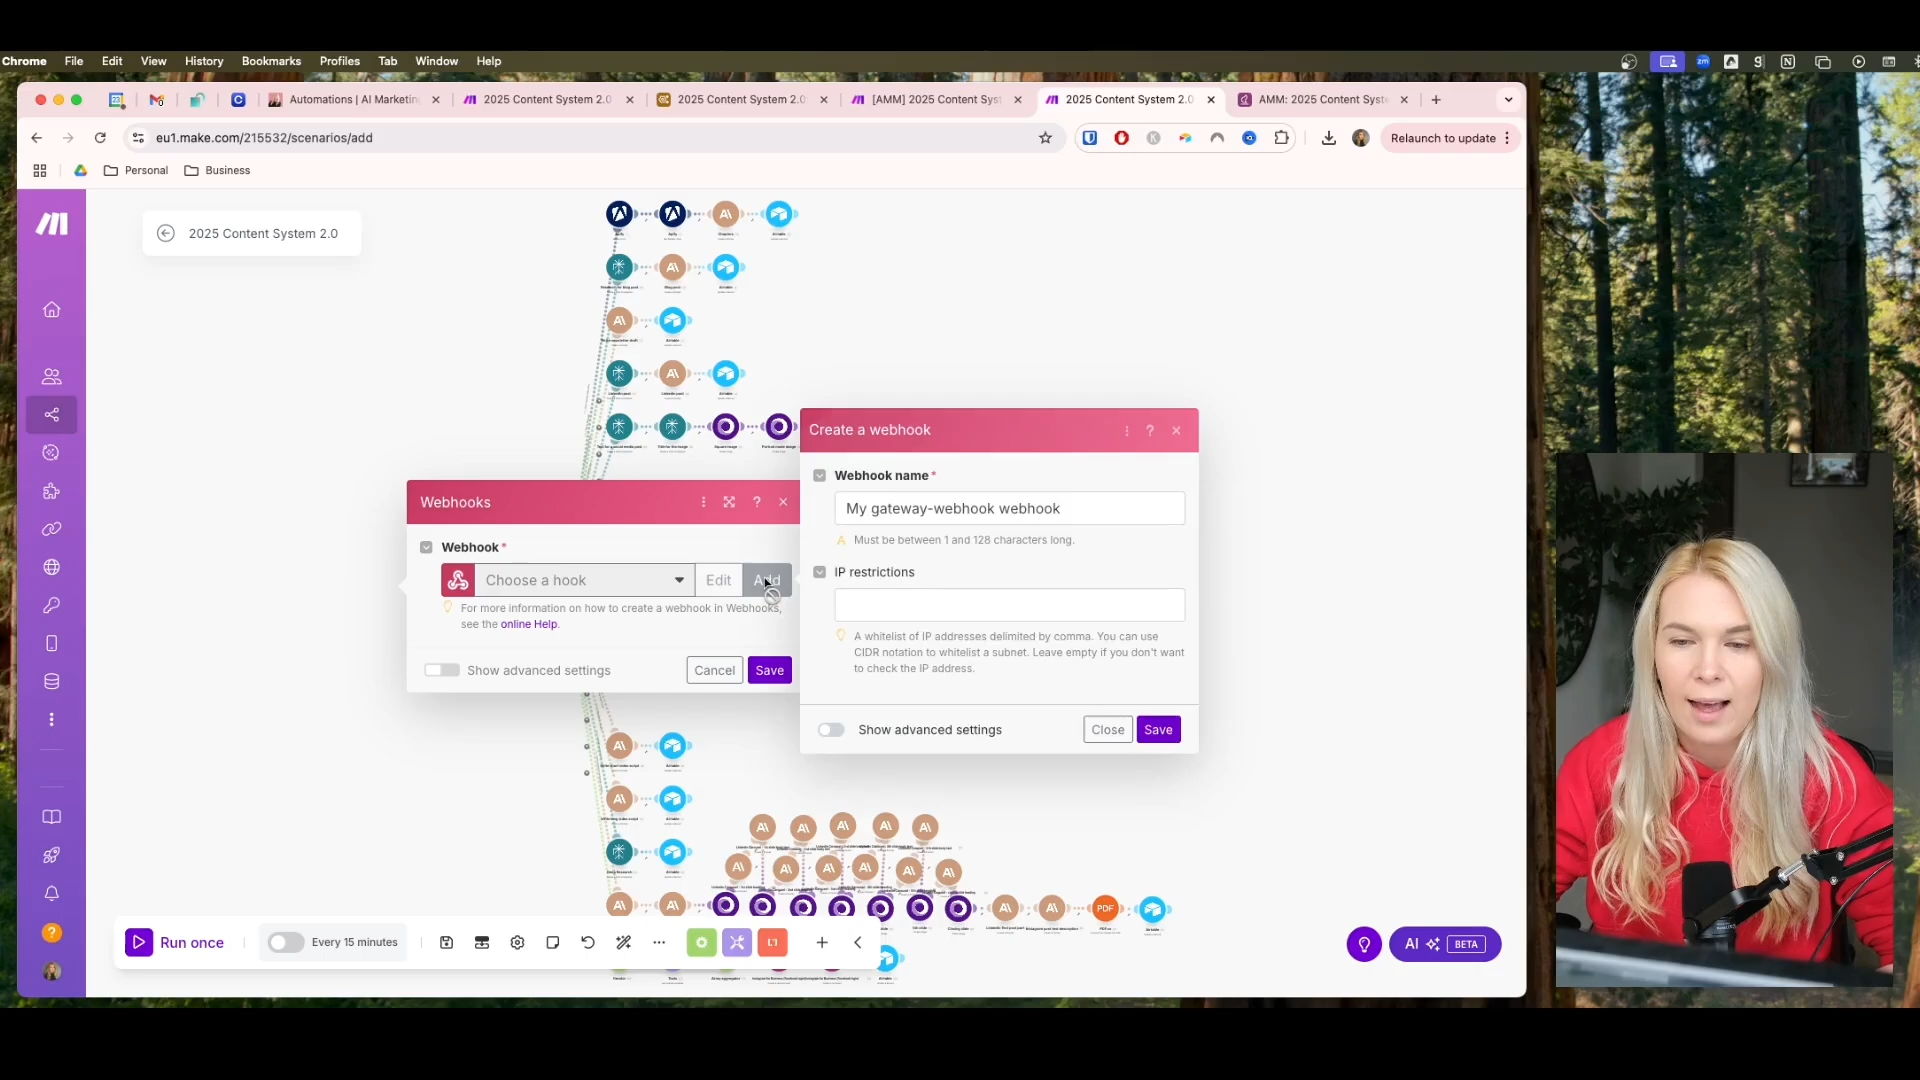 Chrome File Edit View History Bookmarks Profiles Tab Window Help
Automations | AI Marketing
2025 Content System 2.0
2025 Content System 2.0
[AMM] 2025 Content Syst
2025 Content System 2.0
AMM: 2025 Content Syste
eu1.make.com/215532/scenarios/add
Relaunch to update
Personal
Business
2025 Content System 2.0
Create a webhook
Webhook name*
My gateway-webhook webhook
Must be between 1 and 128 characters long.
IP restrictions
A whitelist of IP addresses delimited by comma. You can use
CIDR notation to whitelist a subnet. Leave empty if you don't want
to check the IP address.
Show advanced settings
Close
Save
Webhooks
Webhook*
Choose a hook
Edit
Add
For more information on how to create a webhook in Webhooks,
see the online Help.
Show advanced settings
Cancel
Save
PDF
Run once
Every 15 minutes
AI
BETA